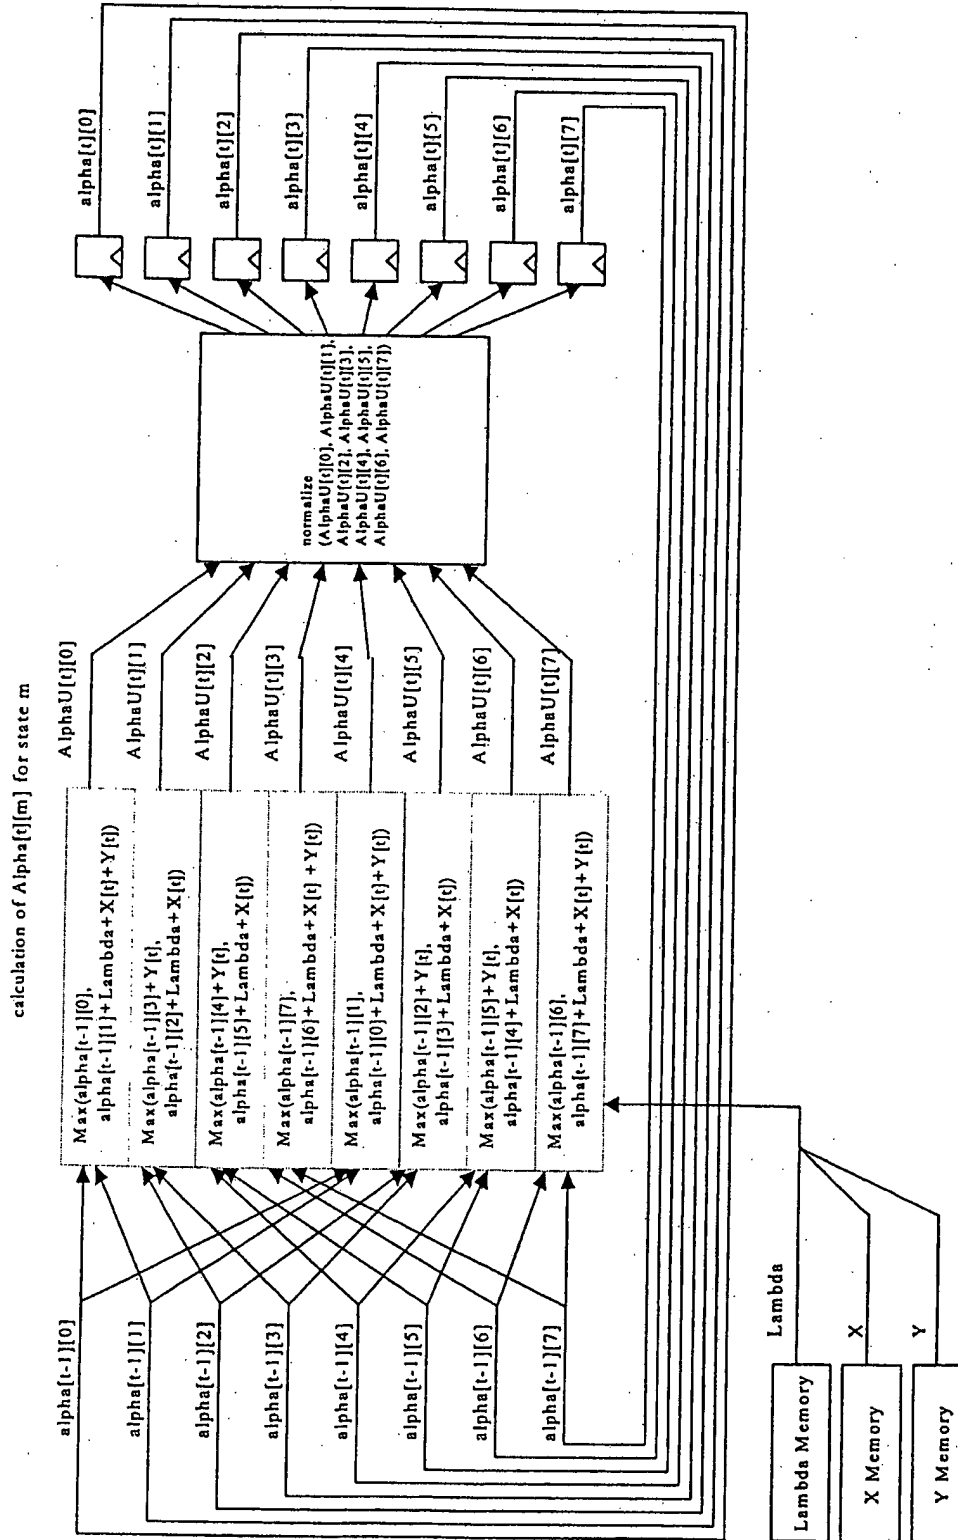 calculation of Alpha[t][m] for state m
alpha[t-1][0]
alpha[t-1][1]
alpha[t-1][2]
alpha[t-1][3]
alpha[t-1][4]
alpha[t-1][5]
alpha[t-1][6]
alpha[t-1][7]
Max(alpha[t-1][0],
alpha[t-1][1]+Lambda+X[t]+Y[t])
Max(alpha[t-1][3]+Y[t],
alpha[t-1][2]+Lambda+X[t])
Max(alpha[t-1][4]+Y[t],
alpha[t-1][5]+Lambda+X[t])
Max(alpha[t-1][7],
alpha[t-1][6]+Lambda+X[t] +Y[t])
Max(alpha[t-1][1],
alpha[t-1][0]+Lambda+X[t]+Y[t])
Max(alpha[t-1][2]+Y[t],
alpha[t-1][3]+Lambda+X[t])
Max(alpha[t-1][5]+Y[t],
alpha[t-1][4]+Lambda+X[t])
Max(alpha[t-1][6],
alpha[t-1][7]+Lambda+X[t]+Y[t])
AlphaU[t][0]
AlphaU[t][1]
AlphaU[t][2]
AlphaU[t][3]
AlphaU[t][4]
AlphaU[t][5]
AlphaU[t][6]
AlphaU[t][7]
normalize
(AlphaU[t][0], AlphaU[t][1],
AlphaU[t][2], AlphaU[t][3],
AlphaU[t][4], AlphaU[t][5],
AlphaU[t][6], AlphaU[t][7])
alpha[t][0]
alpha[t][1]
alpha[t][2]
alpha[t][3]
alpha[t][4]
alpha[t][5]
alpha[t][6]
alpha[t][7]
Lambda Memory
Lambda
X Memory
X
Y Memory
Y